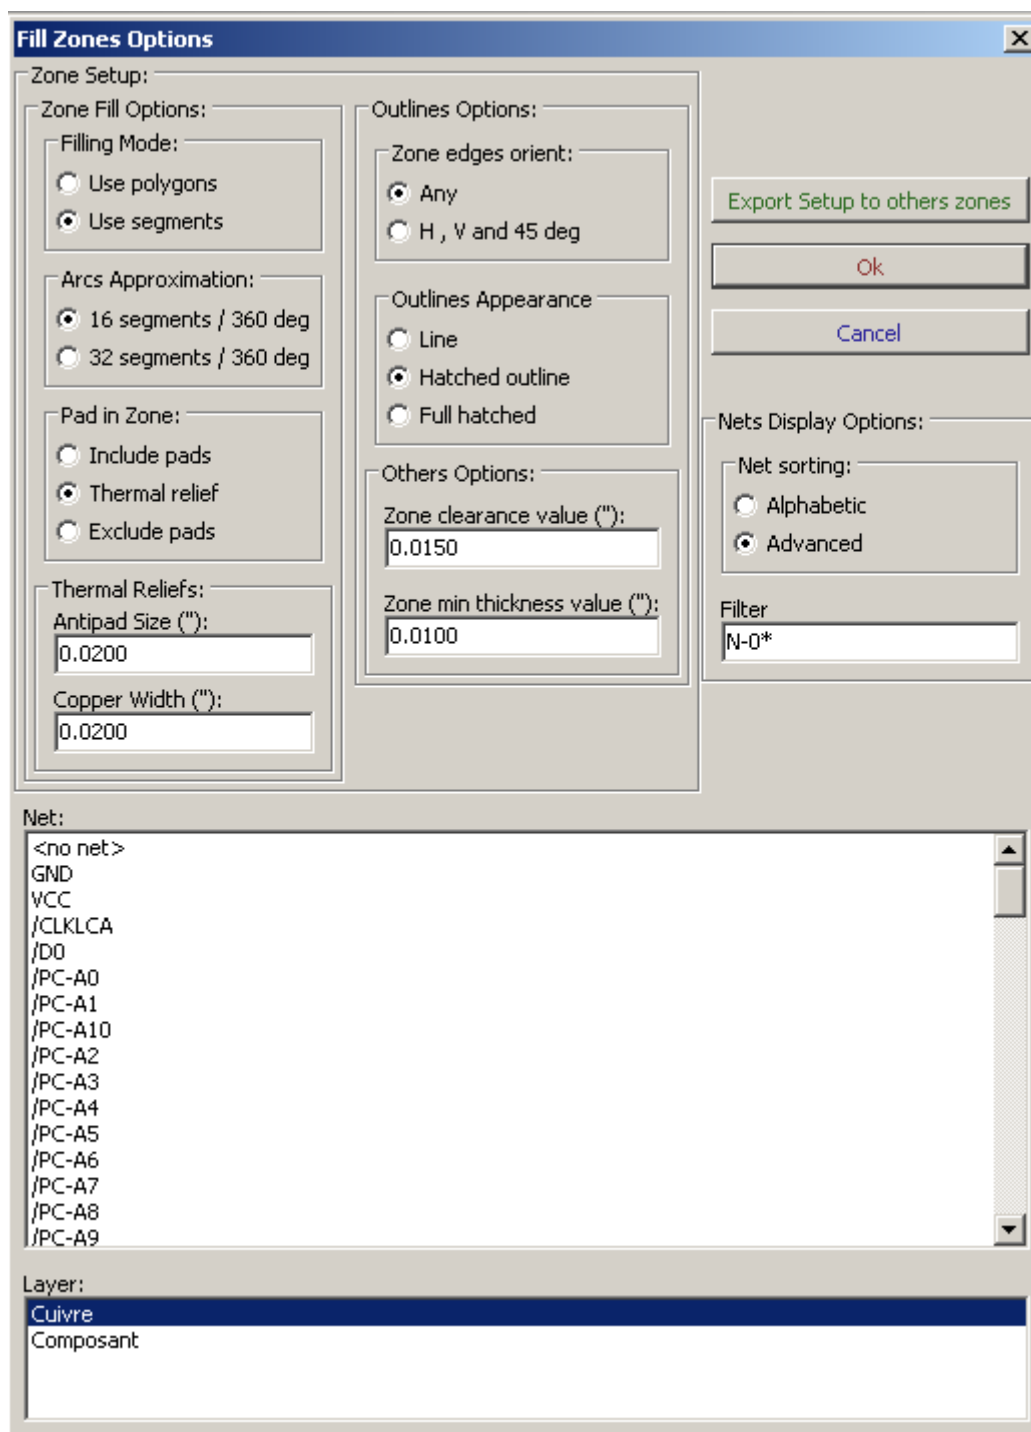 Fill Zones Options
Zone Setup:
Zone Fill Options:
Filling Mode:
Use polygons
Use segments
Arcs Approximation:
16 segments / 360 deg
32 segments / 360 deg
Pad in Zone:
Include pads
Thermal relief
Exclude pads
Thermal Reliefs:
Antipad Size ("):
0.0200
Copper Width ("):
0.0200
Outlines Options:
Zone edges orient:
Any
H , V and 45 deg
Outlines Appearance
Line
Hatched outline
Full hatched
Others Options:
Zone clearance value ("):
0.0150
Zone min thickness value ("):
0.0100
Export Setup to others zones
Ok
Cancel
Nets Display Options:
Net sorting:
Alphabetic
Advanced
Filter
N-0*
Net:
<no net>
GND
VCC
/CLKLCA
/D0
/PC-A0
/PC-A1
/PC-A10
/PC-A2
/PC-A3
/PC-A4
/PC-A5
/PC-A6
/PC-A7
/PC-A8
/PC-A9
Layer:
Cuivre
Composant